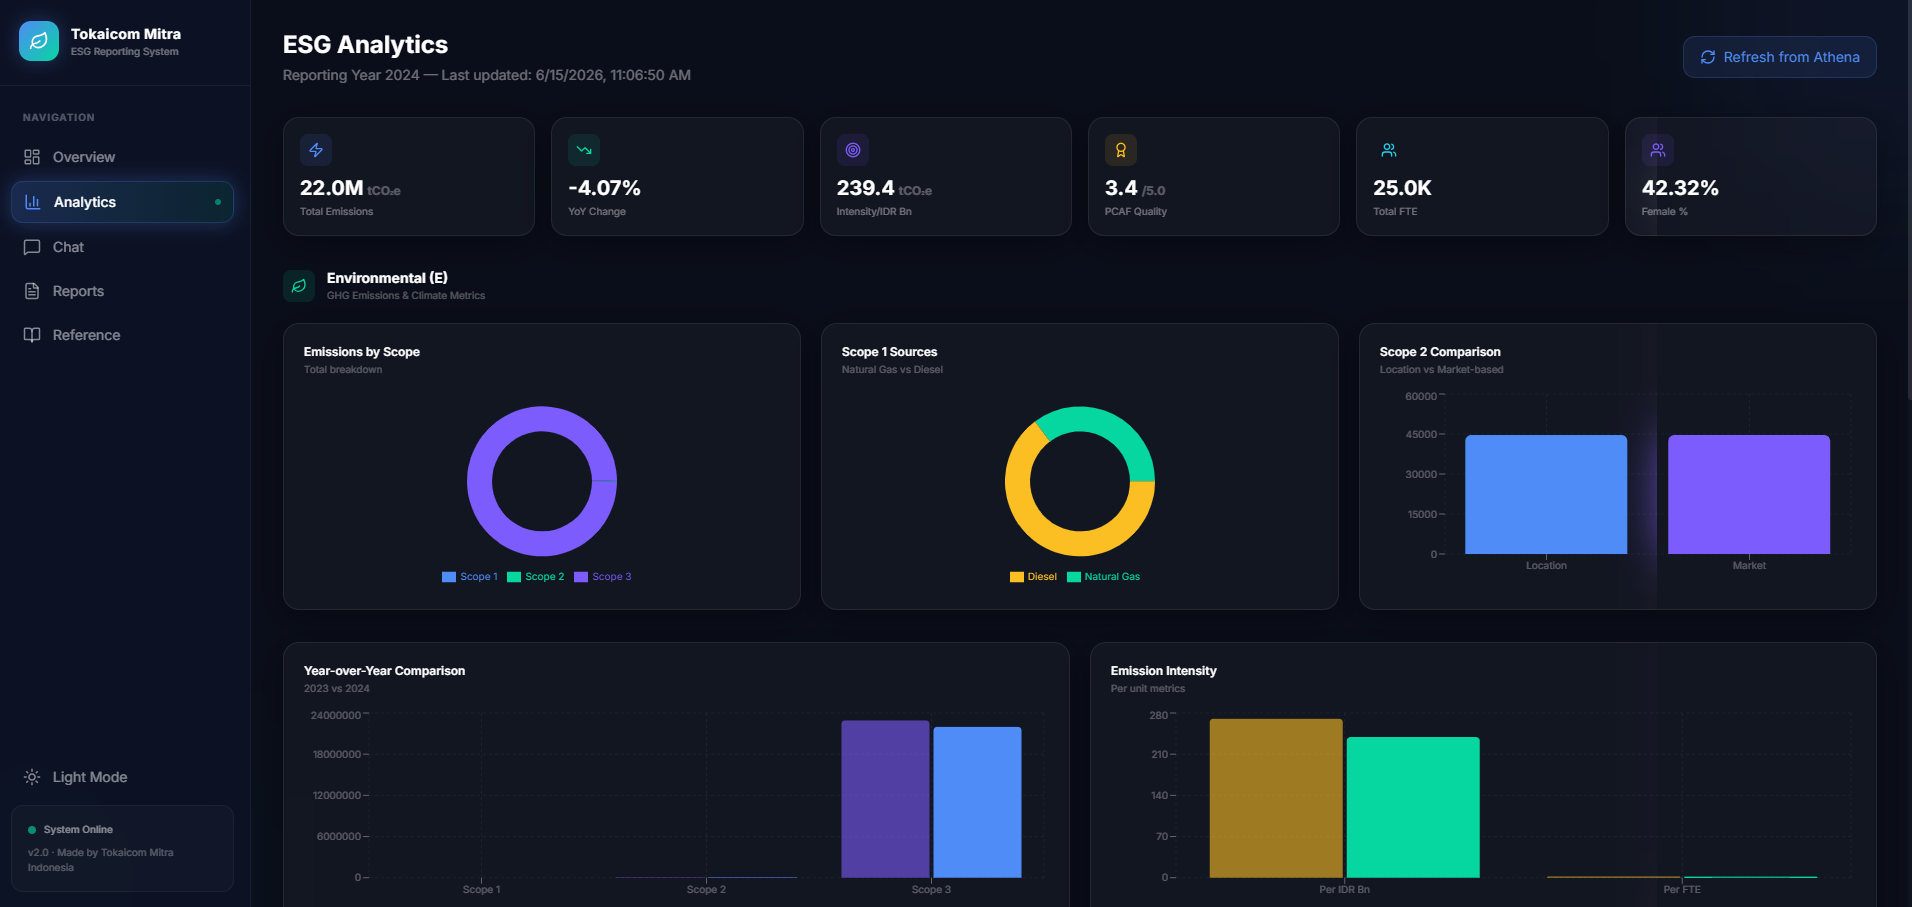 Tokaicom Mitra
ESG Reporting System
NAVIGATION
Overview
Analytics
Chat
Reports
Reference
Light Mode
System Online
v2.0 · Made by Tokaicom Mitra
Indonesia
ESG Analytics
Reporting Year 2024 — Last updated: 6/15/2026, 11:06:50 AM
Refresh from Athena
22.0M tCO₂e
Total Emissions
-4.07%
YoY Change
239.4 tCO₂e
Intensity/IDR Bn
3.4 /5.0
PCAF Quality
25.0K
Total FTE
42.32%
Female %
Environmental (E)
GHG Emissions & Climate Metrics
Emissions by Scope
Total breakdown
Scope 1 Scope 2 Scope 3
Scope 1 Sources
Natural Gas vs Diesel
Diesel Natural Gas
Scope 2 Comparison
Location vs Market-based
60000
45000
30000
15000
0
Location Market
Year-over-Year Comparison
2023 vs 2024
24000000
18000000
12000000
6000000
0
Scope 1 Scope 2 Scope 3
Emission Intensity
Per unit metrics
280
210
140
70
0
Per IDR Bn Per FTE